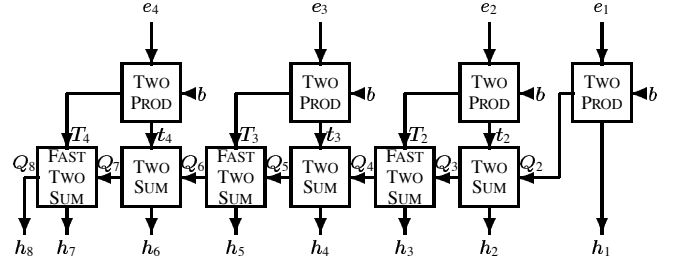 e₄ e₃ e₂ e₁
TWO PROD b TWO PROD b TWO PROD b TWO PROD b
T₄ t₄ T₃ t₃ T₂ t₂
Q₈ FAST TWO SUM Q₇ TWO SUM Q₆ FAST TWO SUM Q₅ TWO SUM Q₄ FAST TWO SUM Q₃ TWO SUM Q₂
h₈ h₇ h₆ h₅ h₄ h₃ h₂ h₁